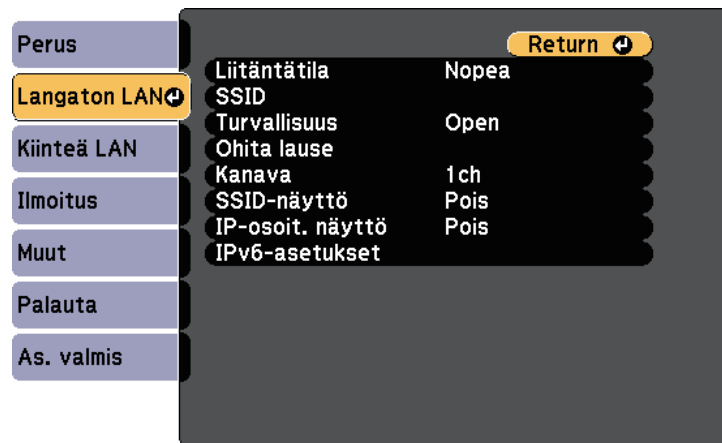 Perus
Langaton LAN
Kiinteä LAN
Ilmoitus
Muut
Palauta
As. valmis
Return
Liitäntätila Nopea
SSID
Turvallisuus Open
Ohita lause
Kanava 1ch
SSID-näyttö Pois
IP-osoit. näyttö Pois
IPv6-asetukset